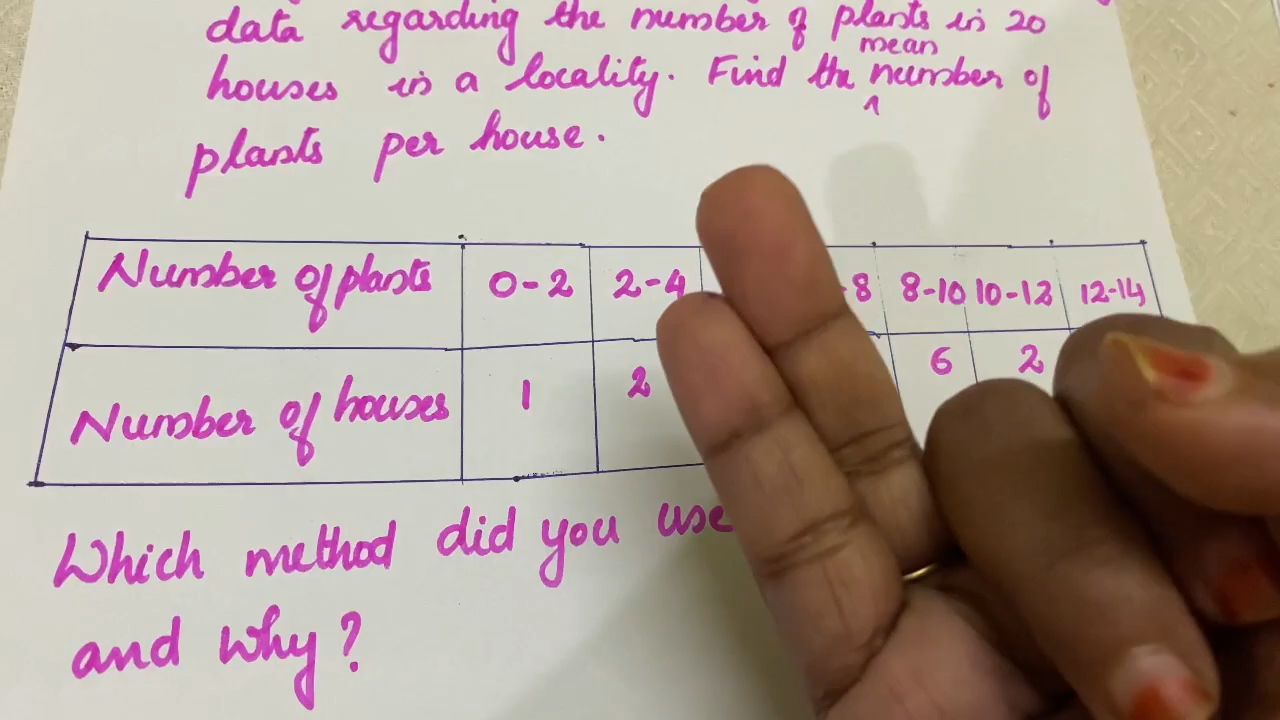 data regarding the number of plants in 20
mean
houses in a locality. Find the ^ number of
plants per house.
Number of plants 0-2 2-4 -8 8-10 10-12 12-14
Number of houses 1 2 6 2
Which method did you use
and why?